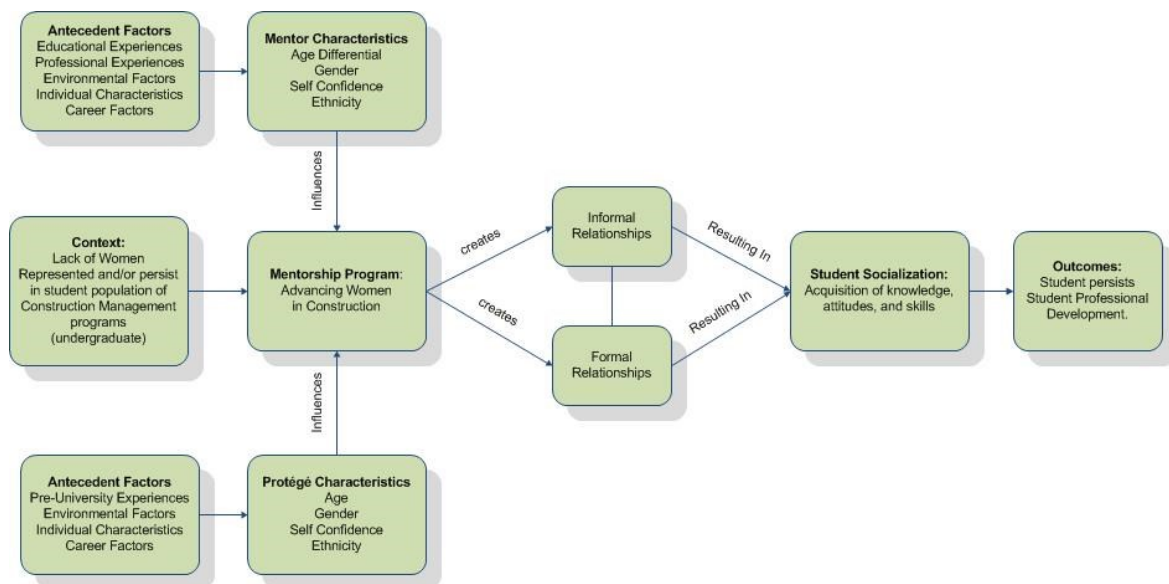 Antecedent Factors
Educational Experiences
Professional Experiences
Environmental Factors
Individual Characteristics
Career Factors
Mentor Characteristics
Age Differential
Gender
Self Confidence
Ethnicity
Influences
Context:
Lack of Women
Represented and/or persist
in student population of
Construction Management
programs
(undergraduate)
Mentorship Program:
Advancing Women
in Construction
creates
creates
Informal
Relationships
Formal
Relationships
Resulting In
Resulting In
Student Socialization:
Acquisition of knowledge,
attitudes, and skills
Outcomes:
Student persists
Student Professional
Development.
Influences
Antecedent Factors
Pre-University Experiences
Environmental Factors
Individual Characteristics
Career Factors
Protégé Characteristics
Age
Gender
Self Confidence
Ethnicity